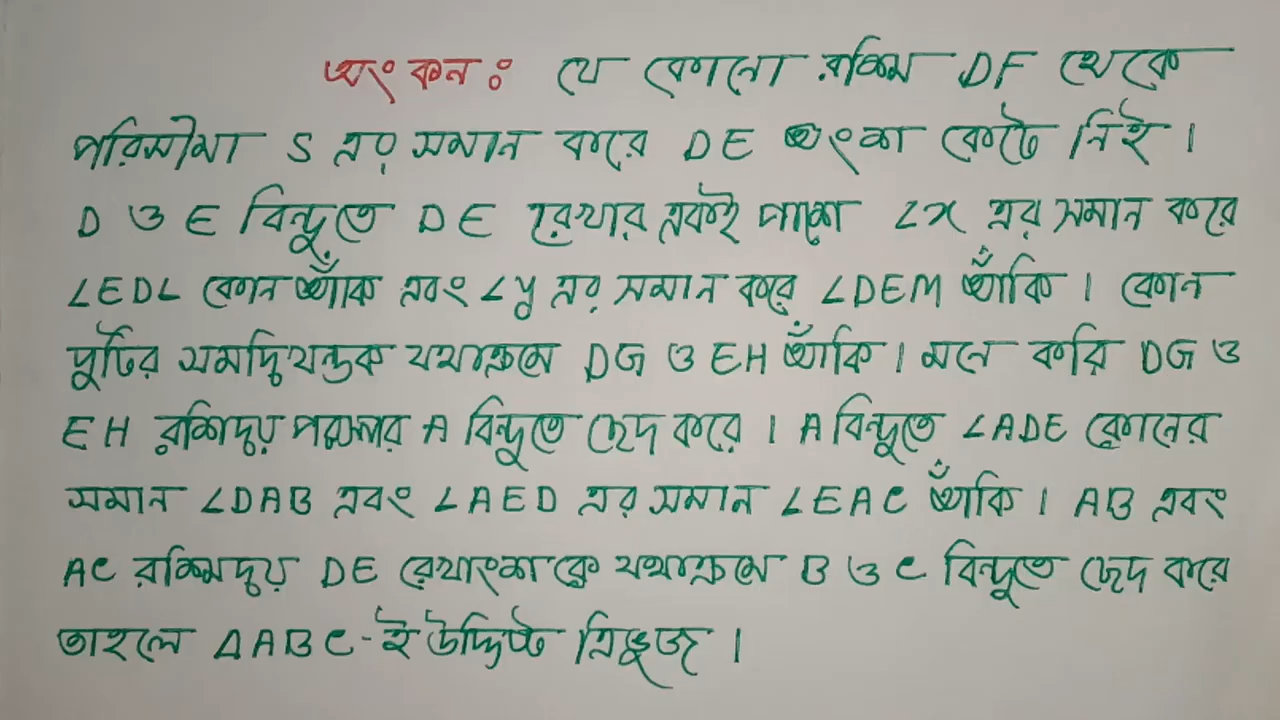 অংকন : যে কোনো রশ্মি DF থেকে
পরিসীমা S এর সমান করে DE অংশ কেটে নিই।
D ও E বিন্দুতে DE রেখার একই পাশে ∠x এর সমান করে
∠EDL কোন আঁকি এবং ∠y এর সমান করে ∠DEM আঁকি। কোন
দুটির সমদ্বিখন্ডক যথাক্রমে DG ও EH আঁকি। মনে করি DG ও
EH রশ্মিদ্বয় পরস্পর A বিন্দুতে ছেদ করে। A বিন্দুতে ∠ADE কোনের
সমান ∠DAB এবং ∠AED এর সমান ∠EAC আঁকি। AB এবং
AC রশ্মিদ্বয় DE রেখাংশকে যথাক্রমে B ও C বিন্দুতে ছেদ করে
তাহলে ΔABC-ই উদ্দিষ্ট ত্রিভুজ।